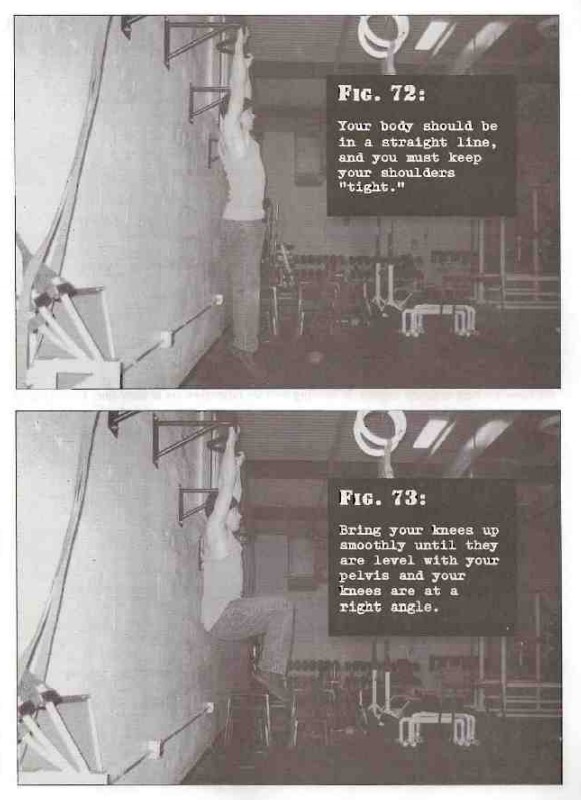 Fig. 72:
Your body should be
in a straight line,
and you must keep
your shoulders
"tight."
Fig. 73:
Bring your knees up
smoothly until they
are level with your
pelvis and your
knees are at a
right angle.